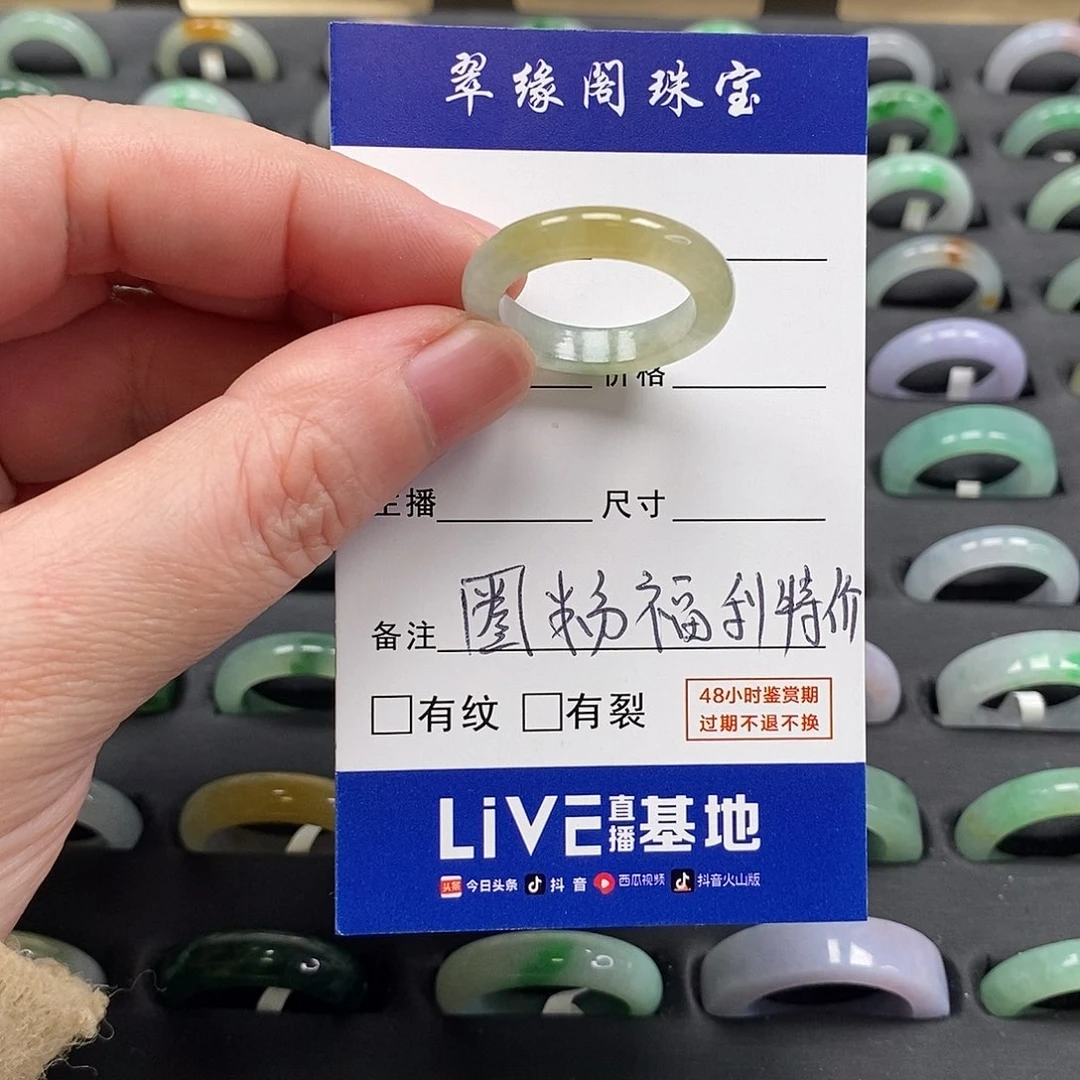 翠缘阁珠宝
价格
主播 尺寸
备注 圈粉福利特价
有纹 有裂
48小时鉴赏期
过期不退不换
LiVE直播基地
头条 今日头条 抖音 西瓜视频 抖音火山版